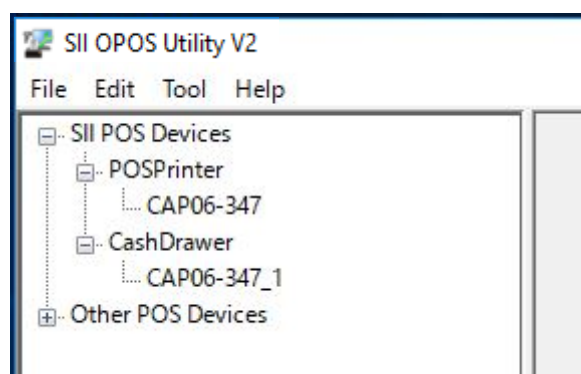 SII OPOS Utility V2
File Edit Tool Help
SII POS Devices
POSPrinter
CAP06-347
CashDrawer
CAP06-347_1
Other POS Devices